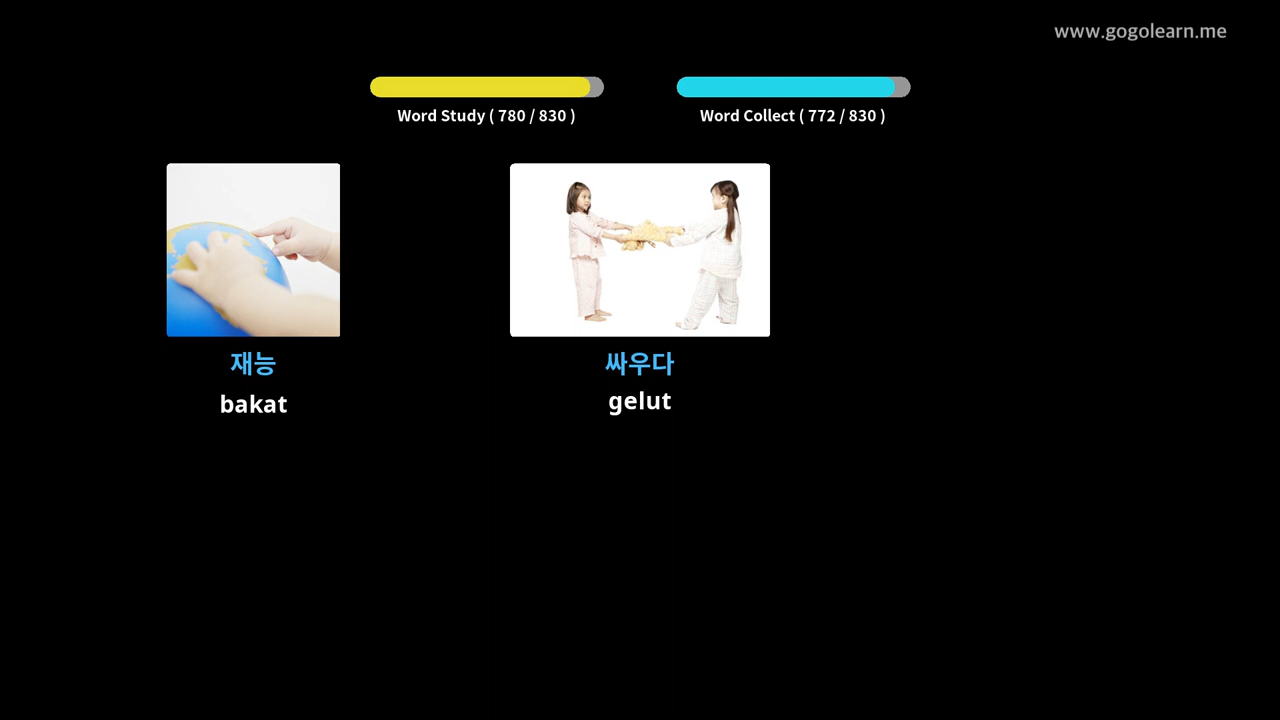 www.gogolearn.me
Word Study ( 780 / 830 )
Word Collect ( 772 / 830 )
재능
bakat
싸우다
gelut